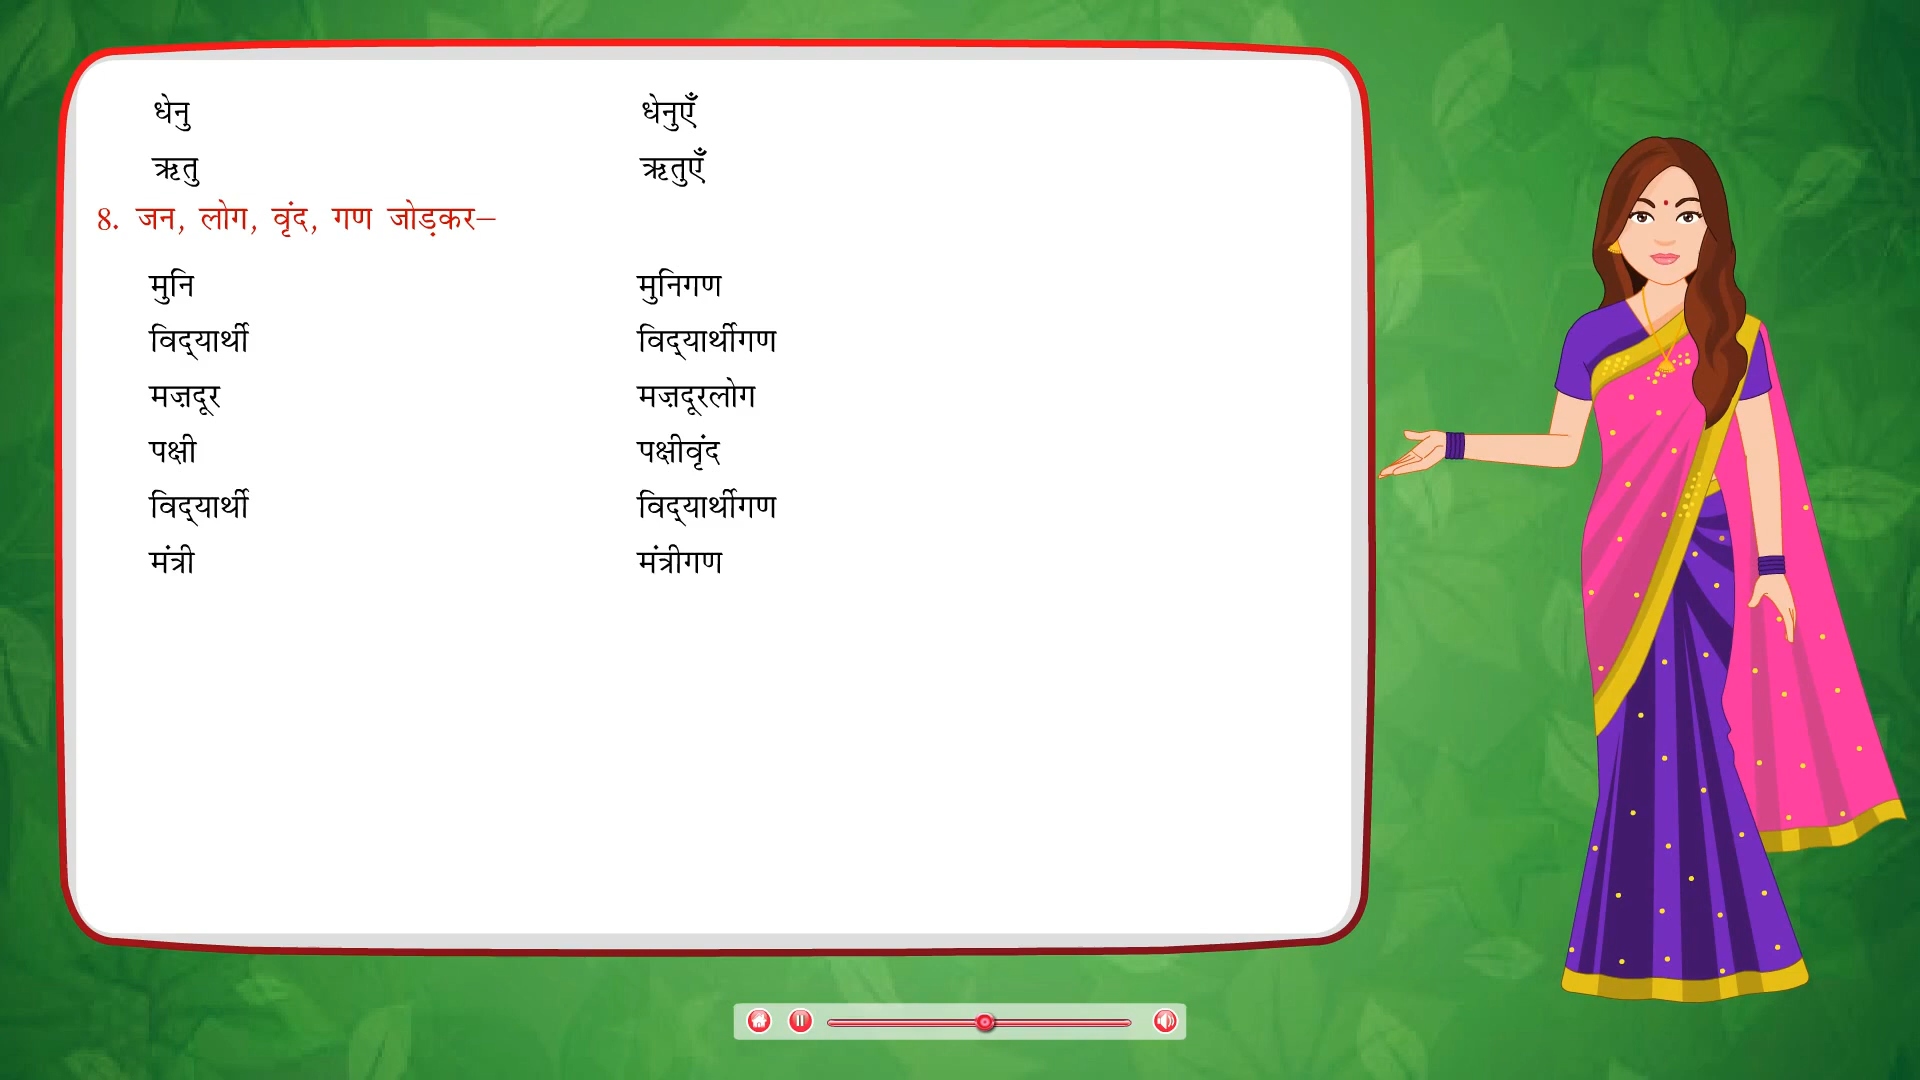 धेनु धेनुएँ
ऋतु ऋतुएँ
8. जन, लोग, वृंद, गण जोड़कर–
मुनि मुनिगण
विद्‌यार्थी विद्‌यार्थीगण
मज़दूर मज़दूरलोग
पक्षी पक्षीवृंद
विद्‌यार्थी विद्‌यार्थीगण
मंत्री मंत्रीगण